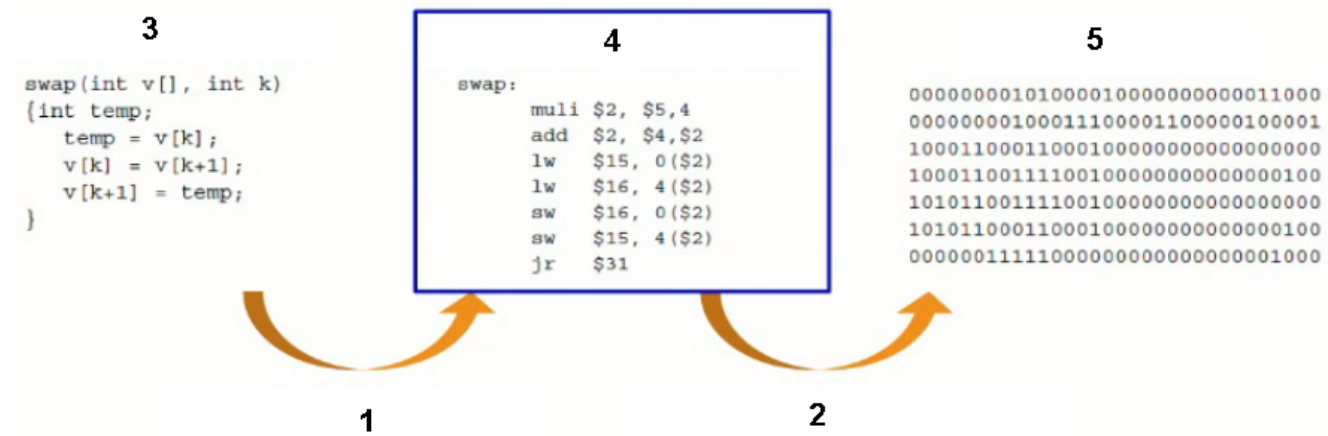 3
swap(int v[], int k)
{int temp;
temp = v[k];
v[k] = v[k+1];
v[k+1] = temp;
}
4
swap:
muli $2, $5,4
add $2, $4,$2
lw $15, 0($2)
lw $16, 4($2)
sw $16, 0($2)
sw $15, 4($2)
jr $31
5
00000000101000010000000000011000
00000000100011100001100000100001
10001100011000100000000000000000
10001100111100100000000000000100
10101100111100100000000000000000
10101100011000100000000000000100
00000011111000000000000000001000
1
2